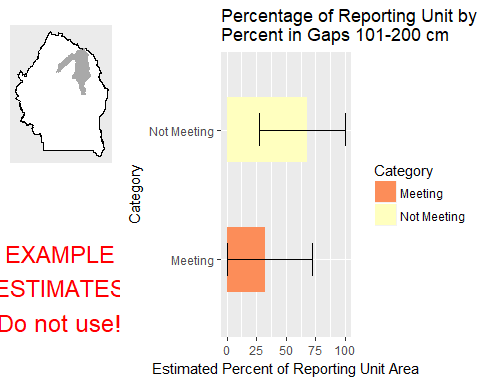 Percentage of Reporting Unit by
Percent in Gaps 101-200 cm
Category
Not Meeting
Meeting
0 25 50 75 100
Estimated Percent of Reporting Unit Area
Category
Meeting
Not Meeting
EXAMPLE
ESTIMATES
Do not use!